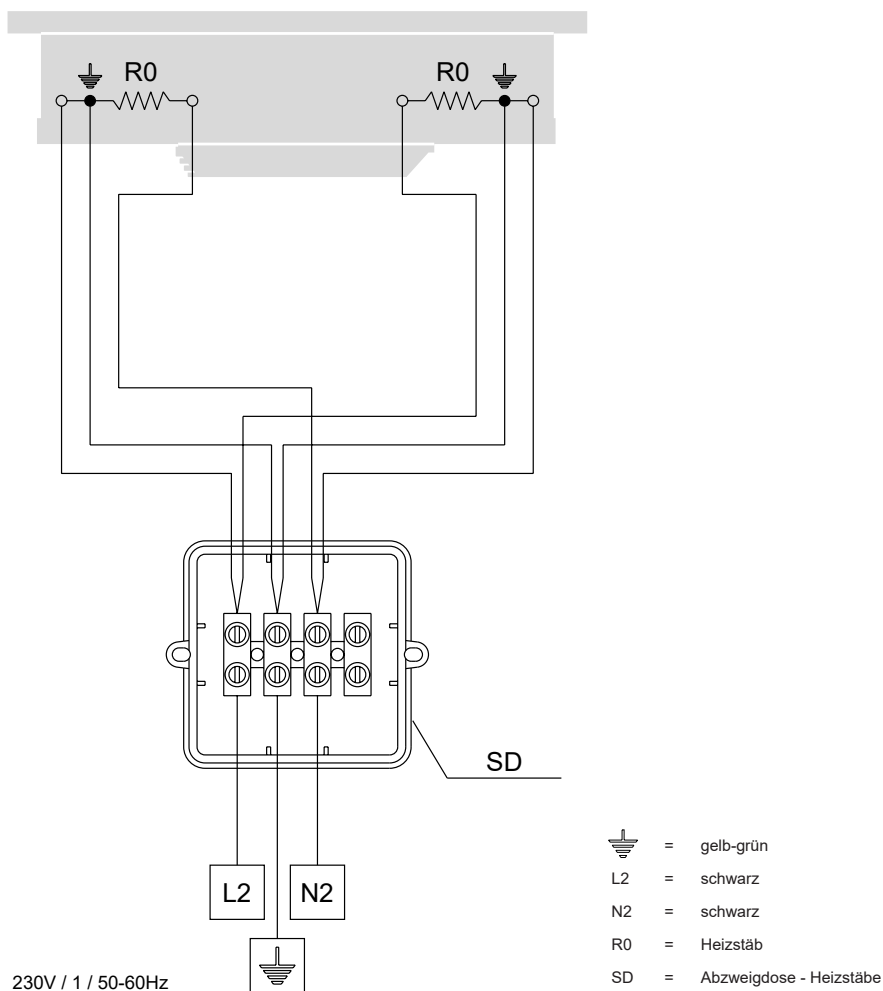 R0 R0
SD
L2 N2
230V / 1 / 50-60Hz
= gelb-grün
L2 = schwarz
N2 = schwarz
R0 = Heizstäb
SD = Abzweigdose - Heizstäbe